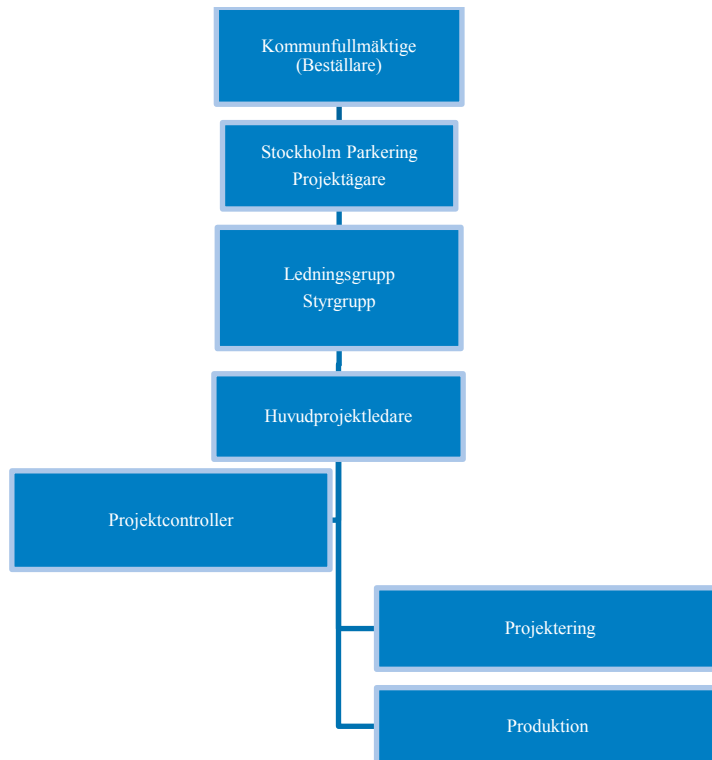 Kommunfullmäktige
(Beställare)
Stockholm Parkering
Projektägare
Ledningsgrupp
Styrgrupp
Huvudprojektledare
Projektcontroller
Projektering
Produktion